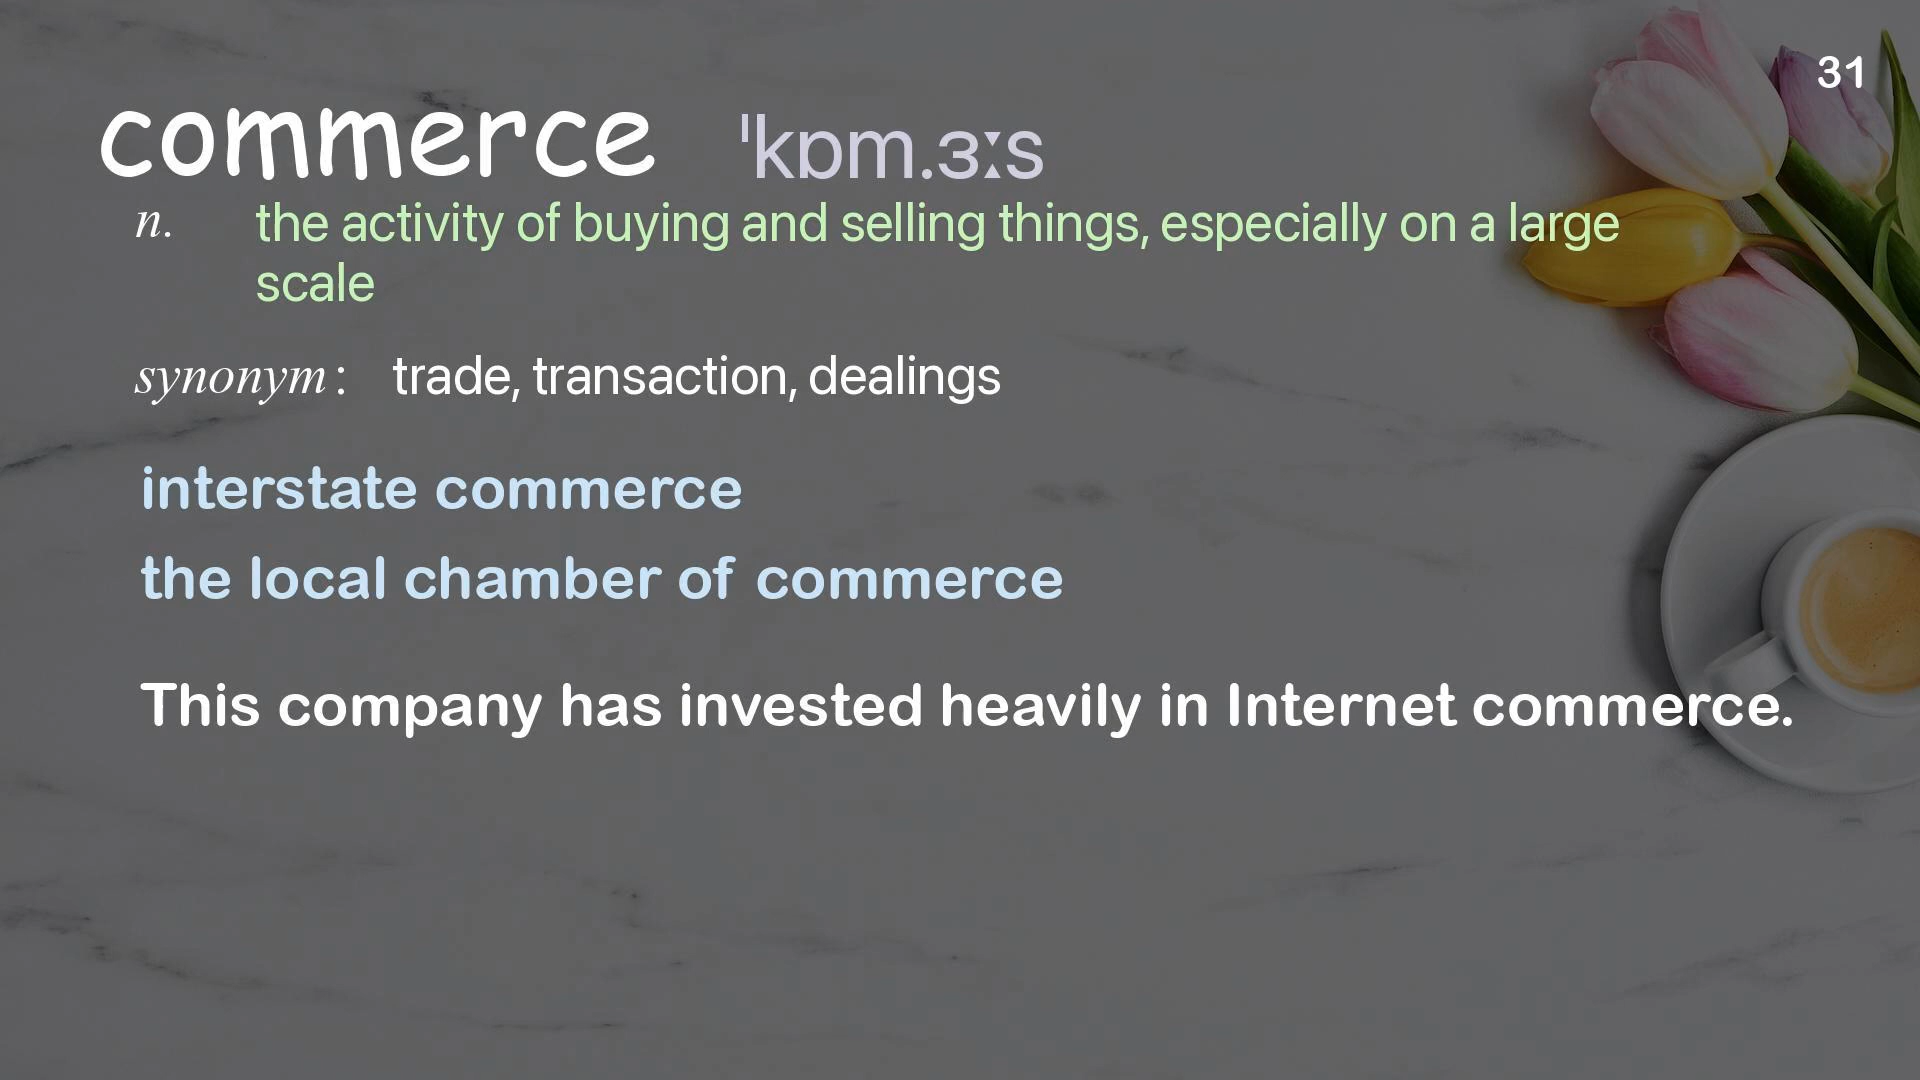 31
commerce ˈkɒm.ɜːs
n. the activity of buying and selling things, especially on a large
scale
synonym: trade, transaction, dealings
interstate commerce
the local chamber of commerce
This company has invested heavily in Internet commerce.